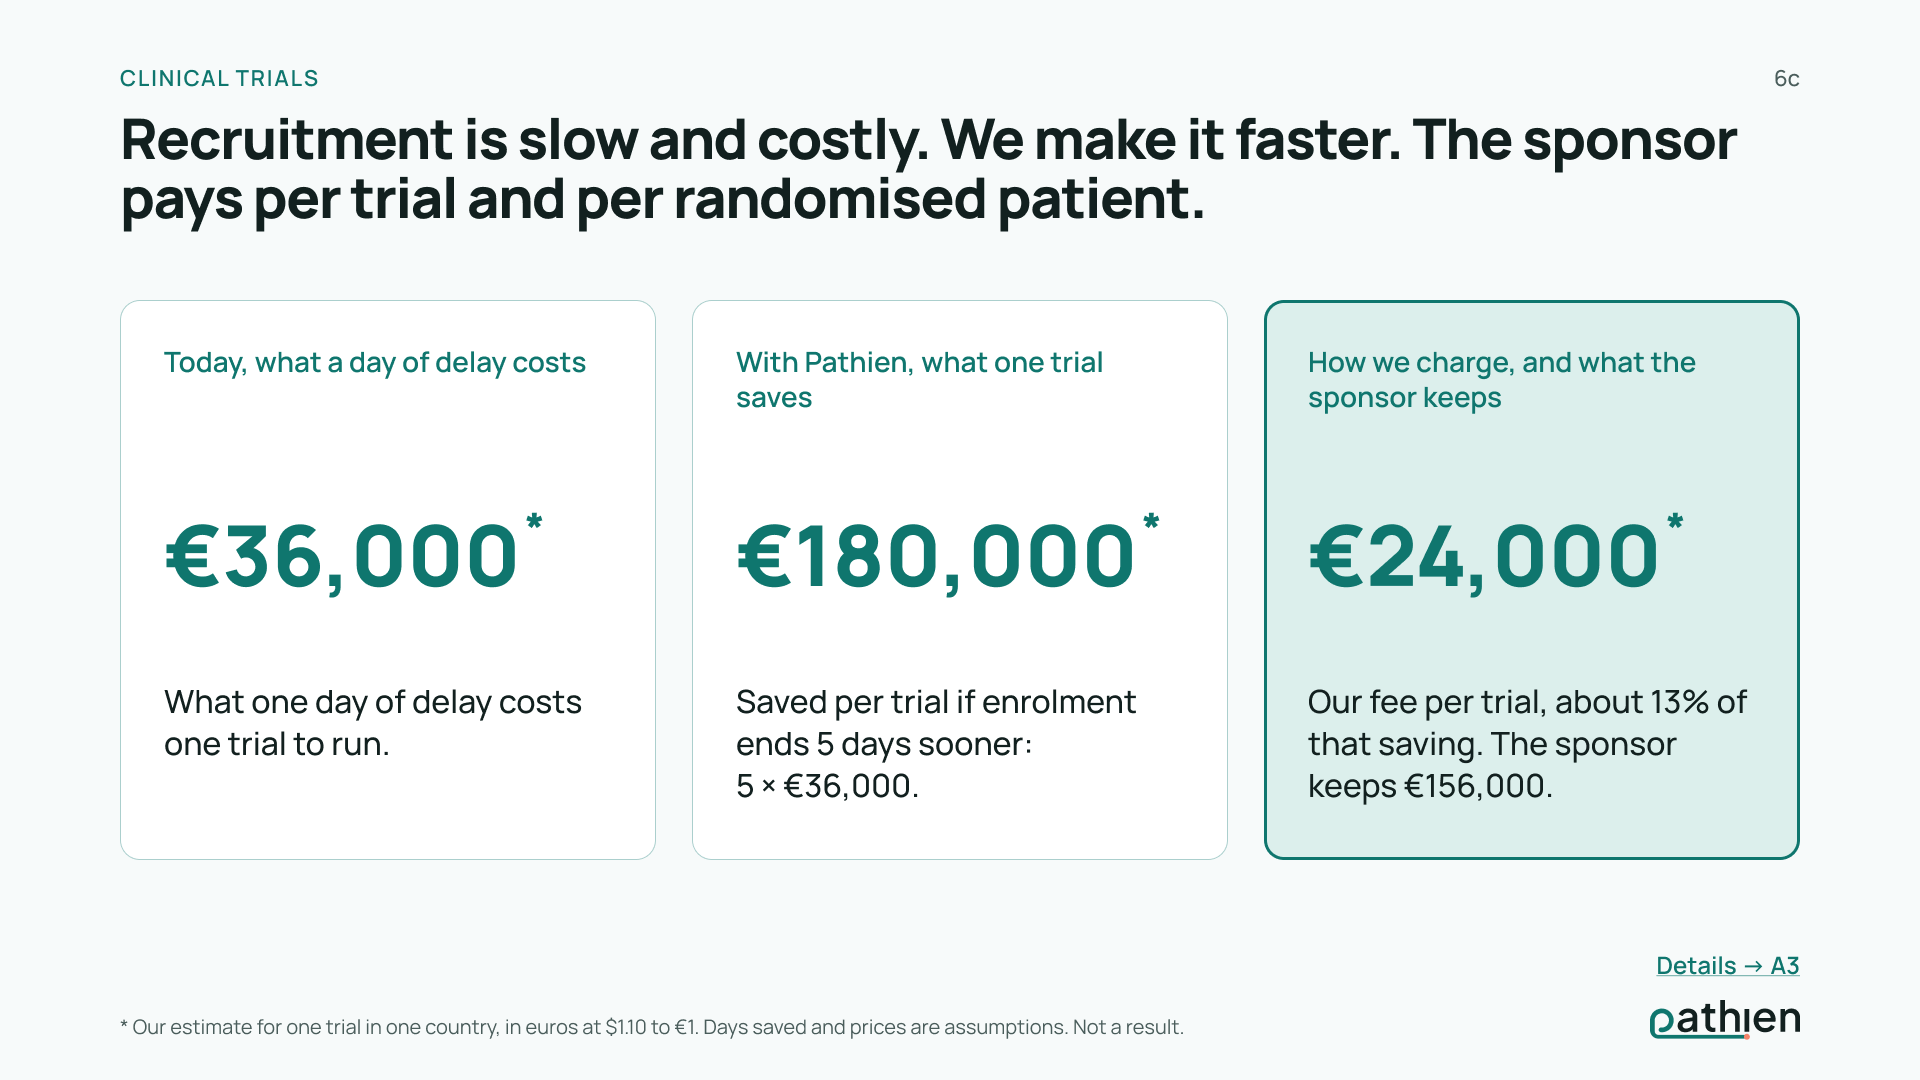 CLINICAL TRIALS
6c
Recruitment is slow and costly. We make it faster. The sponsor
pays per trial and per randomised patient.
Today, what a day of delay costs
€36,000*
What one day of delay costs
one trial to run.
With Pathien, what one trial
saves
€180,000*
Saved per trial if enrolment
ends 5 days sooner:
5 × €36,000.
How we charge, and what the
sponsor keeps
€24,000*
Our fee per trial, about 13% of
that saving. The sponsor
keeps €156,000.
Details → A3
* Our estimate for one trial in one country, in euros at $1.10 to €1. Days saved and prices are assumptions. Not a result.
pathien